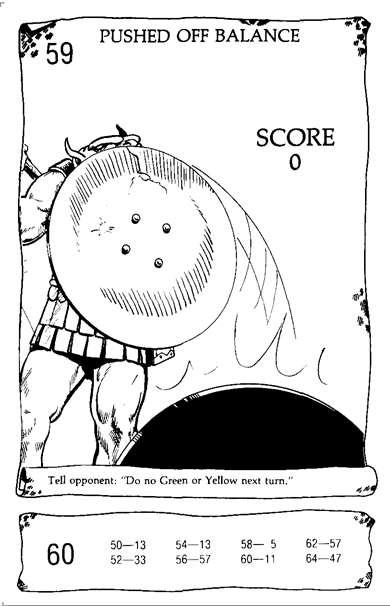 59
PUSHED OFF BALANCE
SCORE
0
Tell opponent: "Do no Green or Yellow next turn."
60
50—13 54—13 58— 5 62—57
52—33 56—57 60—11 64—47